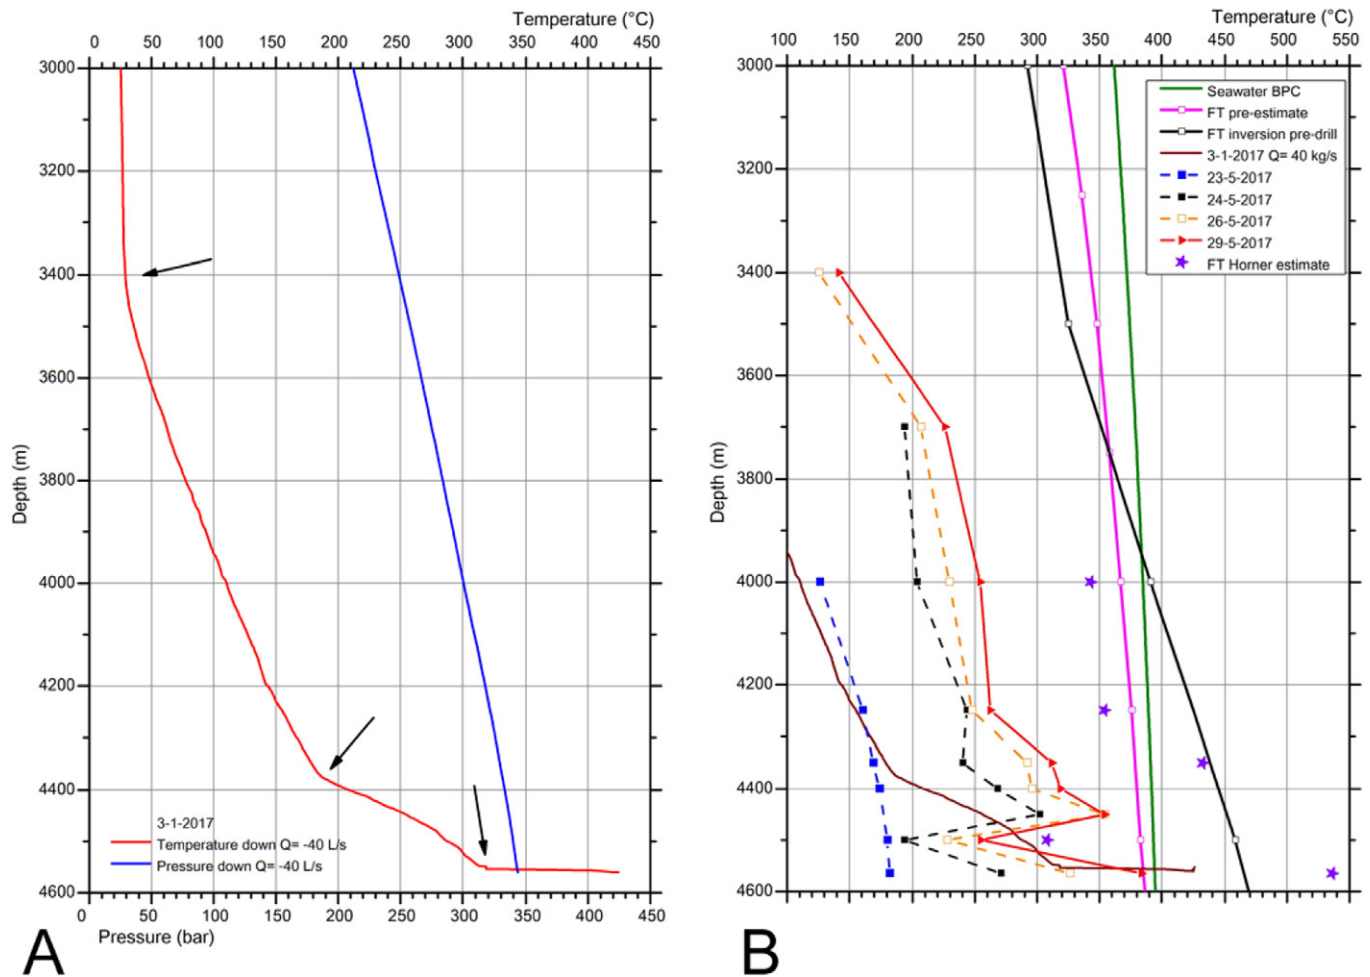 Temperature (°C)
0 50 100 150 200 250 300 350 400 450
3000
3200
3400
3600
3800
4000
4200
4400
4600
Depth (m)
3-1-2017
Temperature down Q= -40 L/s
Pressure down Q= -40 L/s
0 50 100 150 200 250 300 350 400 450
Pressure (bar)
A
Temperature (°C)
100 150 200 250 300 350 400 450 500 550
3000
3200
3400
3600
3800
4000
4200
4400
4600
Depth (m)
Seawater BPC
FT pre-estimate
FT inversion pre-drill
3-1-2017 Q= 40 kg/s
23-5-2017
24-5-2017
26-5-2017
29-5-2017
FT Horner estimate
B